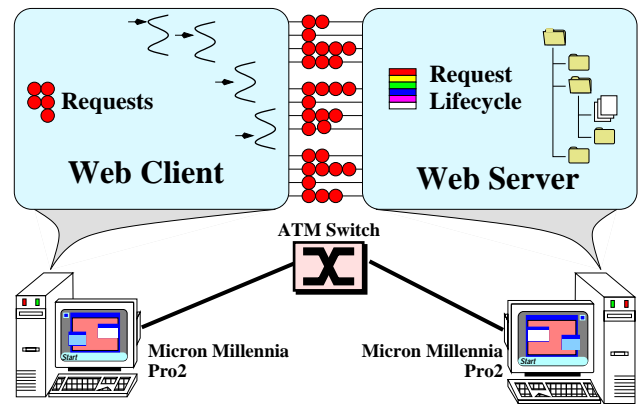 Requests
Request
Lifecycle
Web Client
Web Server
ATM Switch
Start
Micron Millennia
Pro2
Micron Millennia
Pro2
Start